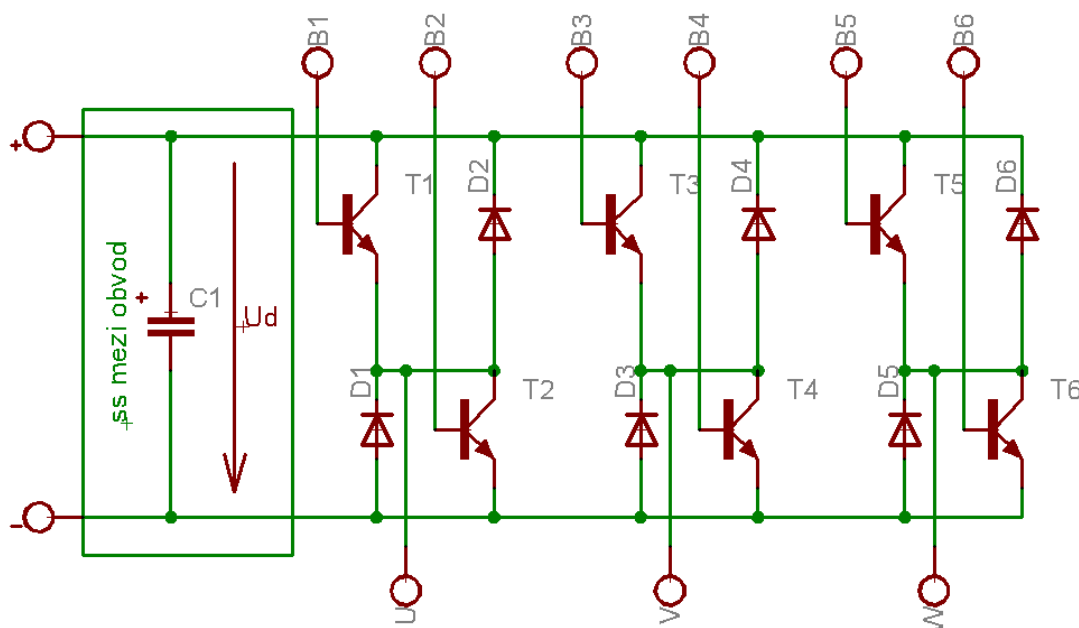 B1
B2
B3
B4
B5
B6
+
T1
D2
T3
D4
T5
D6
ss mezi obvod
+
C1
Ud
D1
T2
D3
T4
D5
T6
-
U
V
W